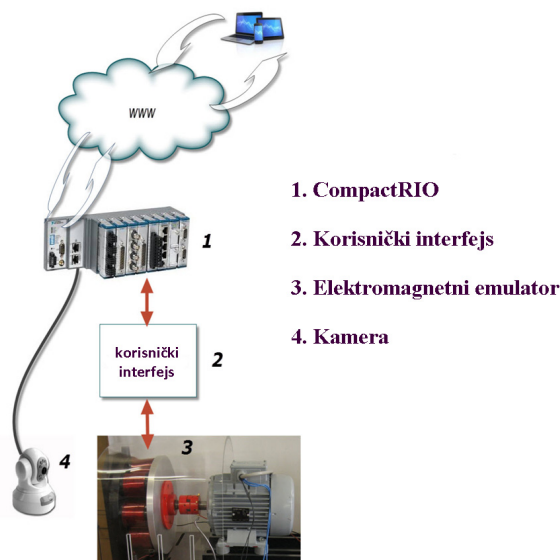 WWW
1
1. CompactRIO
2. Korisnički interfejs
3. Elektromagnetni emulator
4. Kamera
korisnički
interfejs
2
3
4